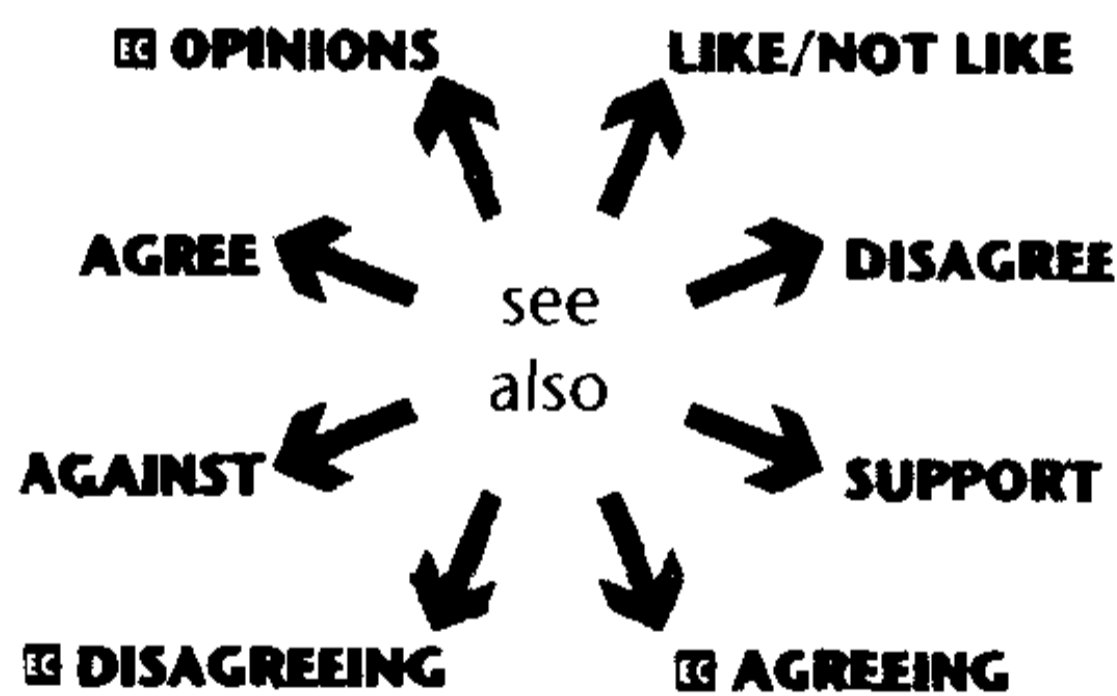 EC OPINIONS
LIKE/NOT LIKE
AGREE
DISAGREE
see
also
AGAINST
SUPPORT
EC DISAGREEING
EC AGREEING